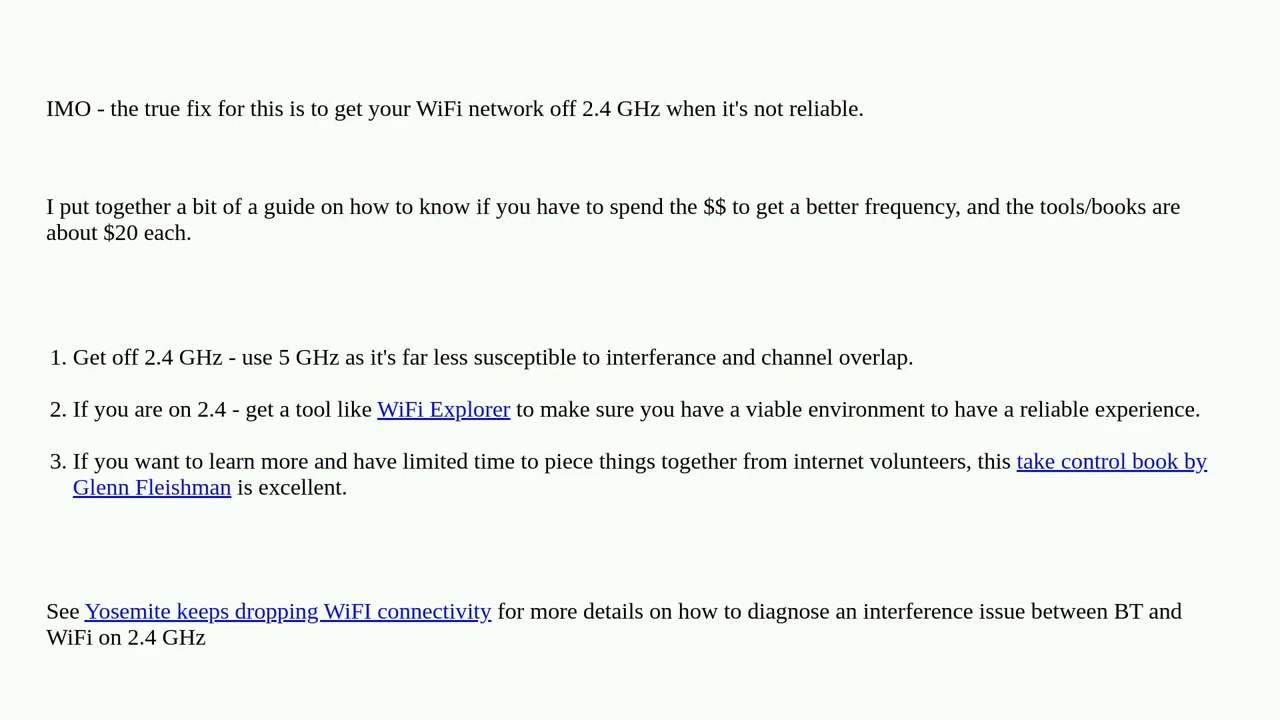 IMO - the true fix for this is to get your WiFi network off 2.4 GHz when it's not reliable.
I put together a bit of a guide on how to know if you have to spend the $$ to get a better frequency, and the tools/books are
about $20 each.
1. Get off 2.4 GHz - use 5 GHz as it's far less susceptible to interferance and channel overlap.
2. If you are on 2.4 - get a tool like WiFi Explorer to make sure you have a viable environment to have a reliable experience.
3. If you want to learn more and have limited time to piece things together from internet volunteers, this take control book by
Glenn Fleishman is excellent.
See Yosemite keeps dropping WiFI connectivity for more details on how to diagnose an interference issue between BT and
WiFi on 2.4 GHz